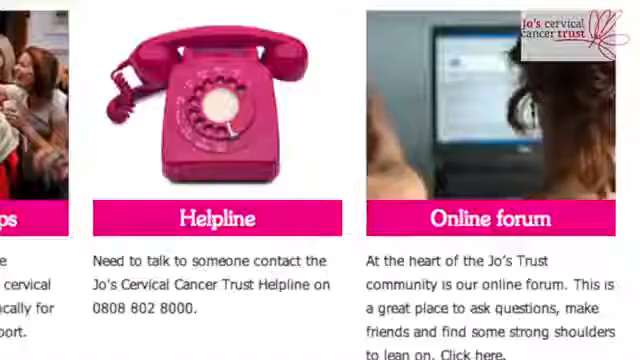 Jo's cervical
cancer trust
ps
Helpline
Online forum
e
cervical
cally for
port.
Need to talk to someone contact the
Jo's Cervical Cancer Trust Helpline on
0808 802 8000.
At the heart of the Jo's Trust
community is our online forum. This is
a great place to ask questions, make
friends and find some strong shoulders
to lean on. Click here.